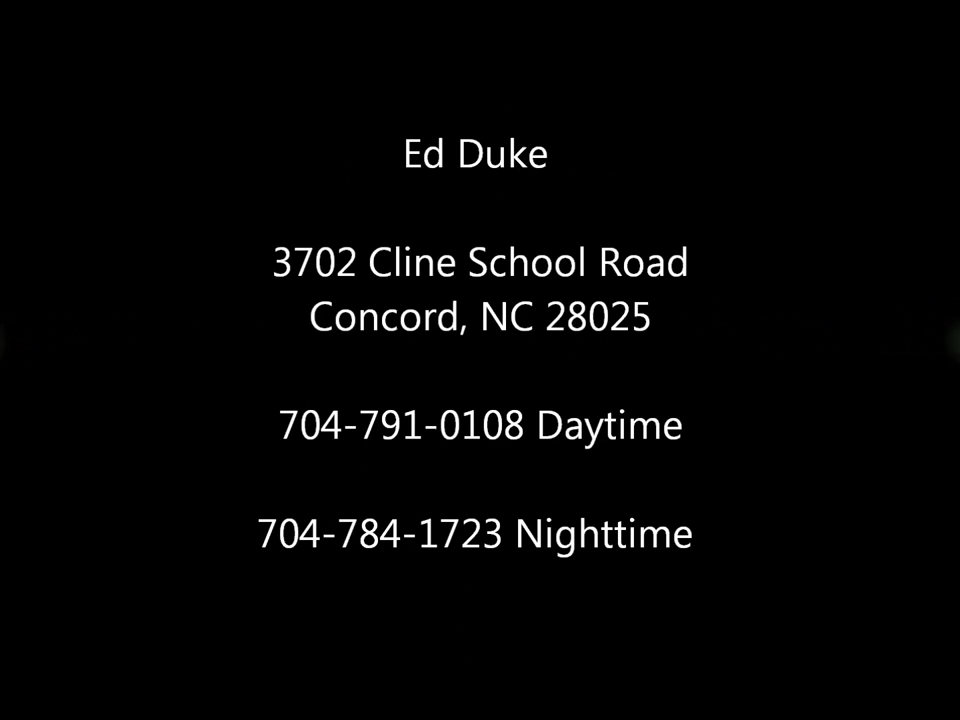 Ed Duke
3702 Cline School Road
Concord, NC 28025
704-791-0108 Daytime
704-784-1723 Nighttime